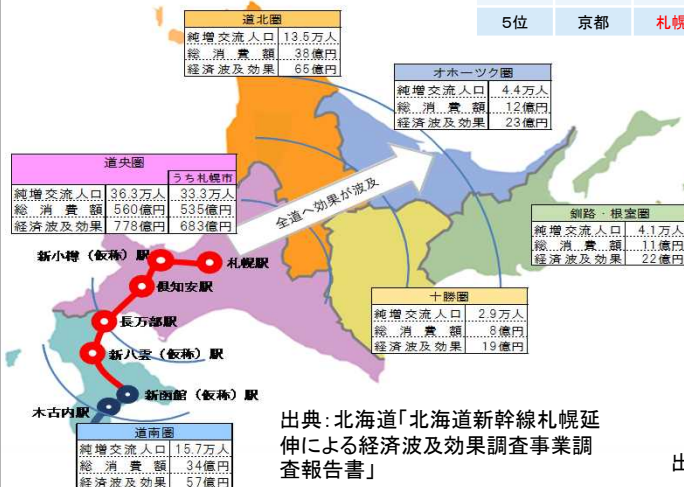 5位 京都 札幌
道北圏
純増交流人口 13.5万人
総消費額 38億円
経済波及効果 65億円
オホーツク圏
純増交流人口 4.4万人
総消費額 12億円
経済波及効果 23億円
道央圏
うち札幌市
純増交流人口 36.3万人 33.3万人
総消費額 560億円 535億円
経済波及効果 778億円 683億円
全道へ効果が波及
釧路・根室圏
純増交流人口 4.1万人
総消費額 11億円
経済波及効果 22億円
新小樽（仮称）駅
札幌駅
倶知安駅
十勝圏
純増交流人口 2.9万人
総消費額 8億円
経済波及効果 19億円
長万部駅
新八雲（仮称）駅
新函館（仮称）駅
木古内駅
道南圏
純増交流人口 15.7万人
総消費額 34億円
経済波及効果 57億円
出典：北海道「北海道新幹線札幌延
伸による経済波及効果調査事業調
査報告書」
出